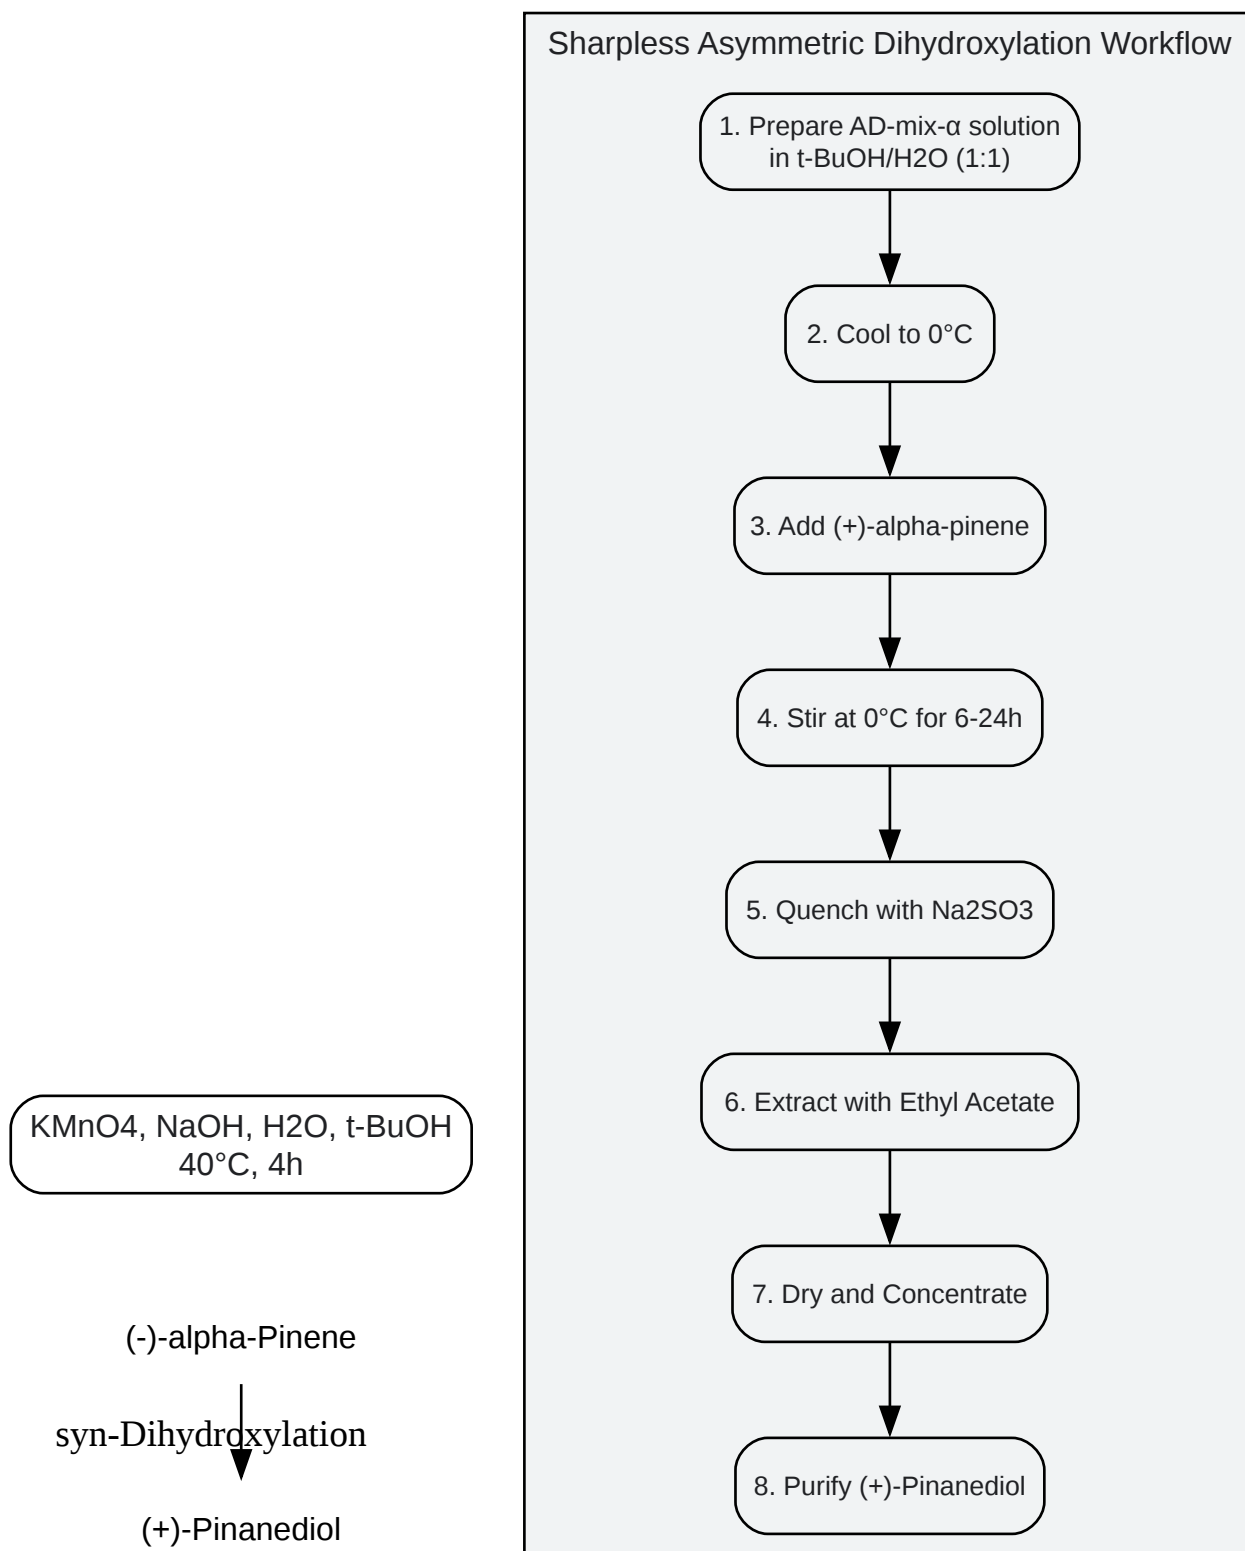 Sharpless Asymmetric Dihydroxylation Workflow
1. Prepare AD-mix-α solution
in t-BuOH/H2O (1:1)
2. Cool to 0°C
3. Add (+)-alpha-pinene
4. Stir at 0°C for 6-24h
5. Quench with Na2SO3
6. Extract with Ethyl Acetate
7. Dry and Concentrate
8. Purify (+)-Pinanediol
KMnO4, NaOH, H2O, t-BuOH
40°C, 4h
(-)-alpha-Pinene
syn-Dihydroxylation
(+)-Pinanediol